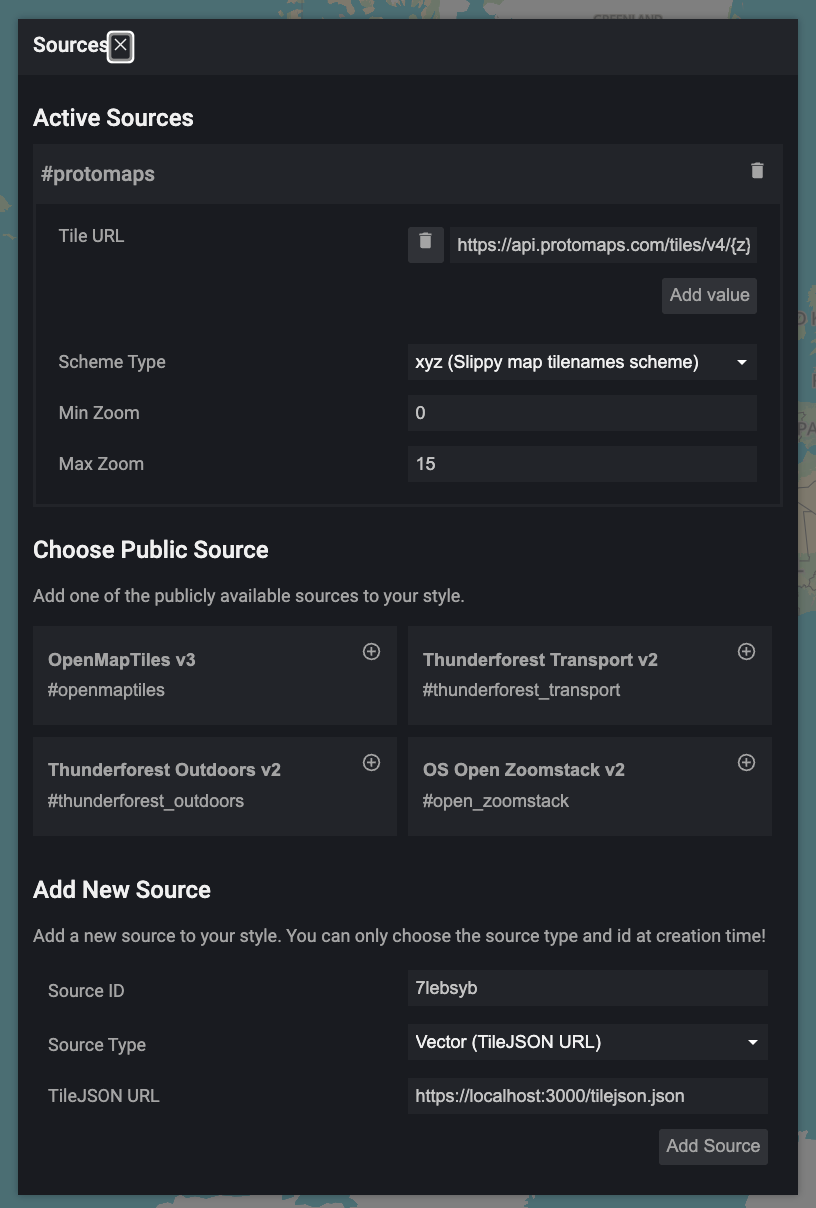 GREENLAND
Sources
Active Sources
#protomaps
Tile URL
https://api.protomaps.com/tiles/v4/{z}
Add value
Scheme Type
xyz (Slippy map tilenames scheme)
Min Zoom
0
Max Zoom
15
Choose Public Source
Add one of the publicly available sources to your style.
OpenMapTiles v3
#openmaptiles
Thunderforest Transport v2
#thunderforest_transport
Thunderforest Outdoors v2
#thunderforest_outdoors
OS Open Zoomstack v2
#open_zoomstack
Add New Source
Add a new source to your style. You can only choose the source type and id at creation time!
Source ID
7lebsyb
Source Type
Vector (TileJSON URL)
TileJSON URL
https://localhost:3000/tilejson.json
Add Source